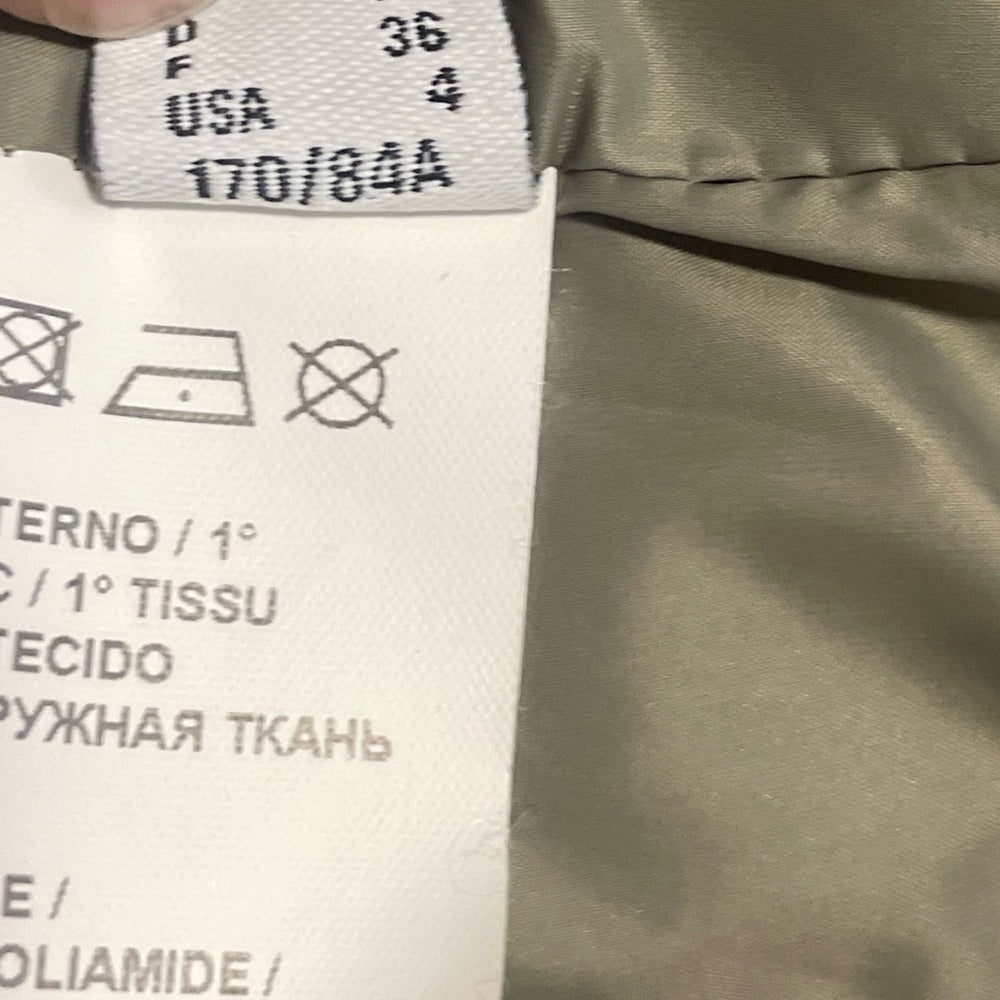 D 36
F
USA 4
170/84A
TERNO / 1°
C / 1° TISSU
TECIDO
РУЖНАЯ ТКАНЬ
E /
OLIAMIDE /